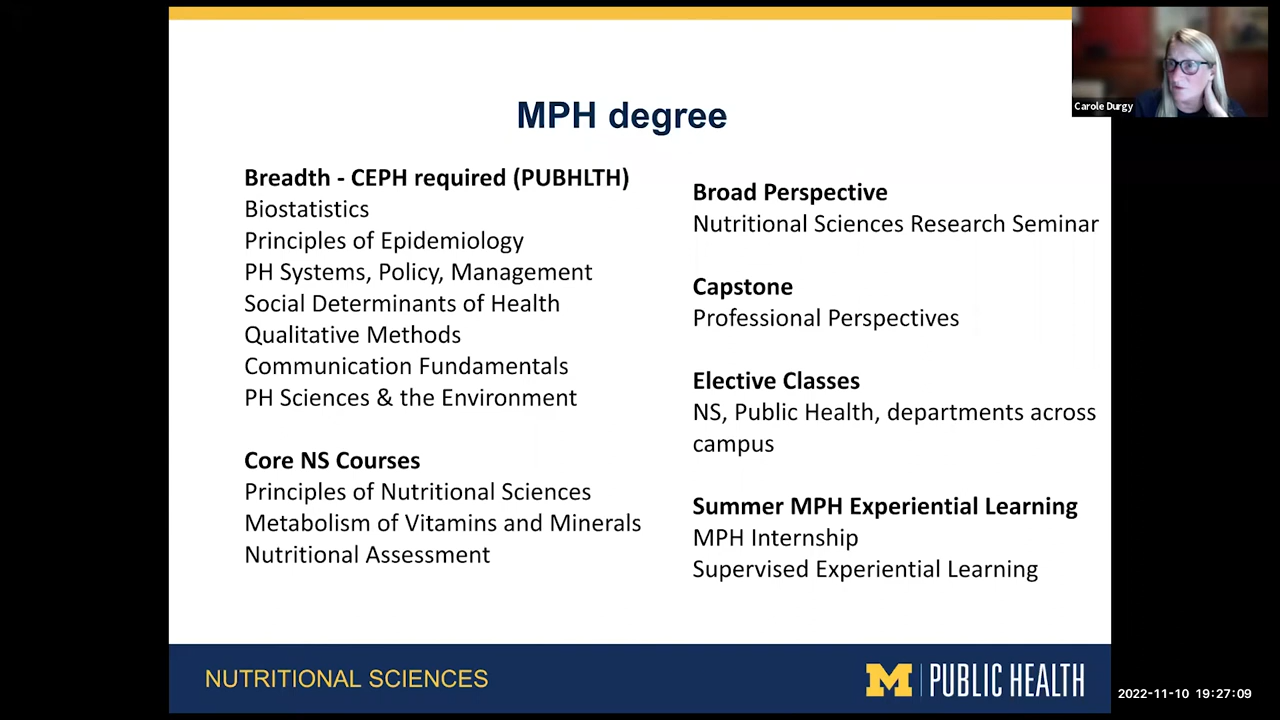 MPH degree
Breadth - CEPH required (PUBHLTH)
Biostatistics
Principles of Epidemiology
PH Systems, Policy, Management
Social Determinants of Health
Qualitative Methods
Communication Fundamentals
PH Sciences & the Environment
Core NS Courses
Principles of Nutritional Sciences
Metabolism of Vitamins and Minerals
Nutritional Assessment
Broad Perspective
Nutritional Sciences Research Seminar
Capstone
Professional Perspectives
Elective Classes
NS, Public Health, departments across
campus
Summer MPH Experiential Learning
MPH Internship
Supervised Experiential Learning
NUTRITIONAL SCIENCES
M | PUBLIC HEALTH
Carole Durgy
2022-11-10 19:27:09